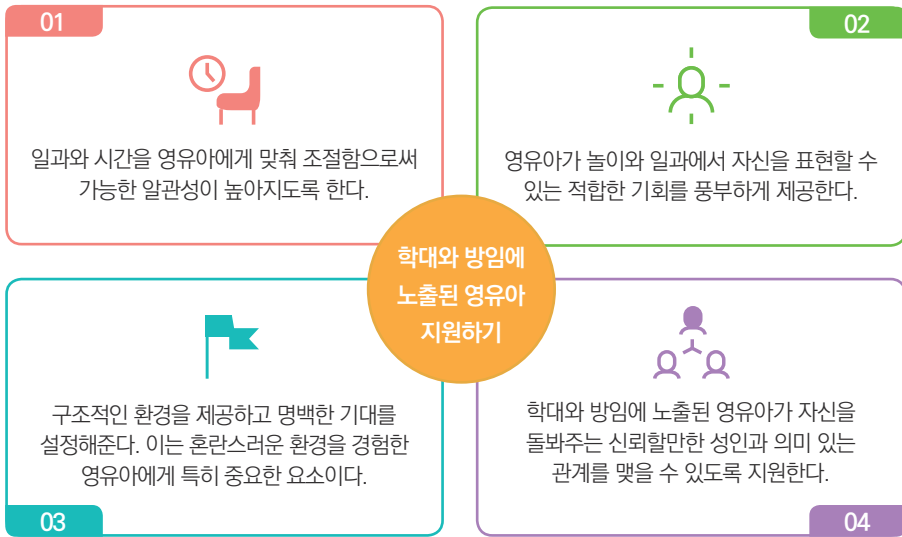 01
일과와 시간을 영유아에게 맞춰 조절함으로써
가능한 알관성이 높아지도록 한다.
02
영유아가 놀이와 일과에서 자신을 표현할 수
있는 적합한 기회를 풍부하게 제공한다.
학대와 방임에
노출된 영유아
지원하기
구조적인 환경을 제공하고 명백한 기대를
설정해준다. 이는 혼란스러운 환경을 경험한
영유아에게 특히 중요한 요소이다.
03
학대와 방임에 노출된 영유아가 자신을
돌봐주는 신뢰할만한 성인과 의미 있는
관계를 맺을 수 있도록 지원한다.
04